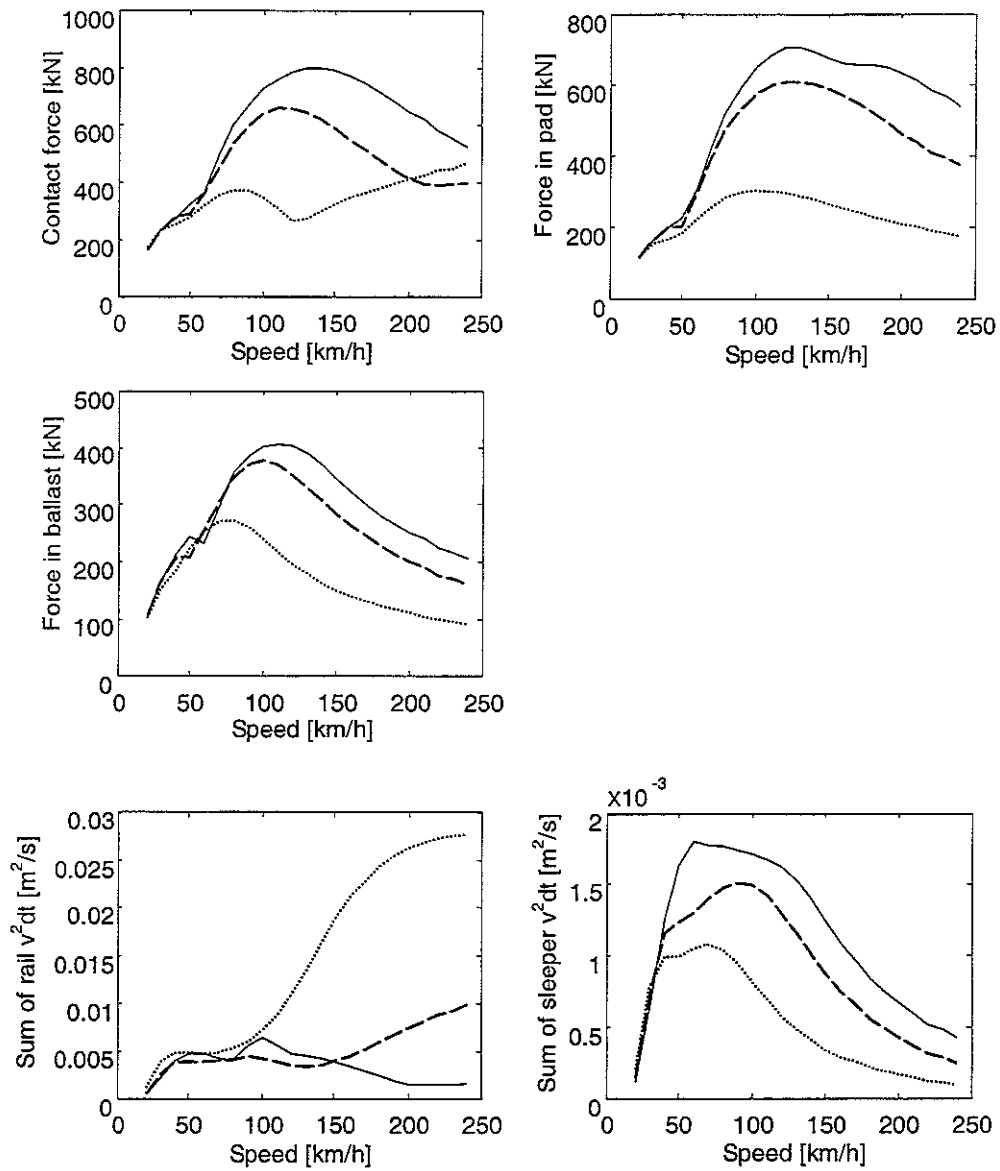 Contact force [kN]
1000
800
600
400
200
0
0 50 100 150 200 250
Speed [km/h]
Force in pad [kN]
800
600
400
200
0
0 50 100 150 200 250
Speed [km/h]
Force in ballast [kN]
500
400
300
200
100
0
0 50 100 150 200 250
Speed [km/h]
Sum of rail v²dt [m²/s]
0.03
0.025
0.02
0.015
0.01
0.005
0
0 50 100 150 200 250
Speed [km/h]
X10⁻³
Sum of sleeper v²dt [m²/s]
2
1.5
1
0.5
0
0 50 100 150 200 250
Speed [km/h]